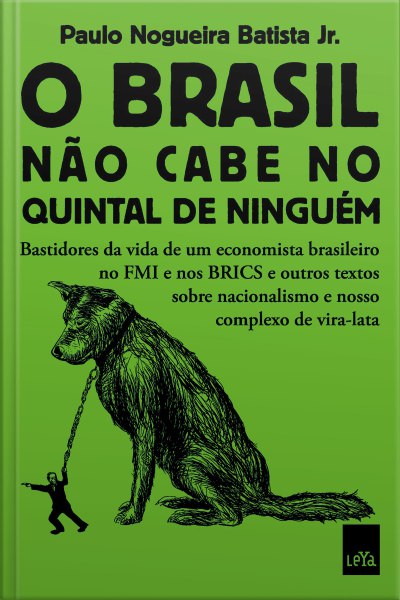 Paulo Nogueira Batista Jr.
O BRASIL
NÃO CABE NO
QUINTAL DE NINGUÉM
Bastidores da vida de um economista brasileiro
no FMI e nos BRICS e outros textos
sobre nacionalismo e nosso
complexo de vira-lata
LeYa